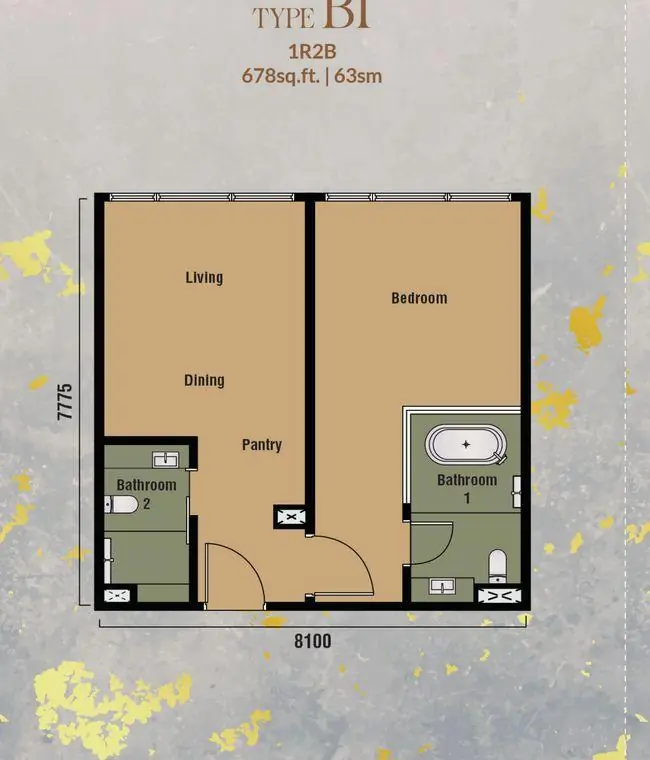 TYPE B1
1R2B
678sq.ft. | 63sm
Living
Bedroom
Dining
7775
Pantry
Bathroom
2
Bathroom
1
8100